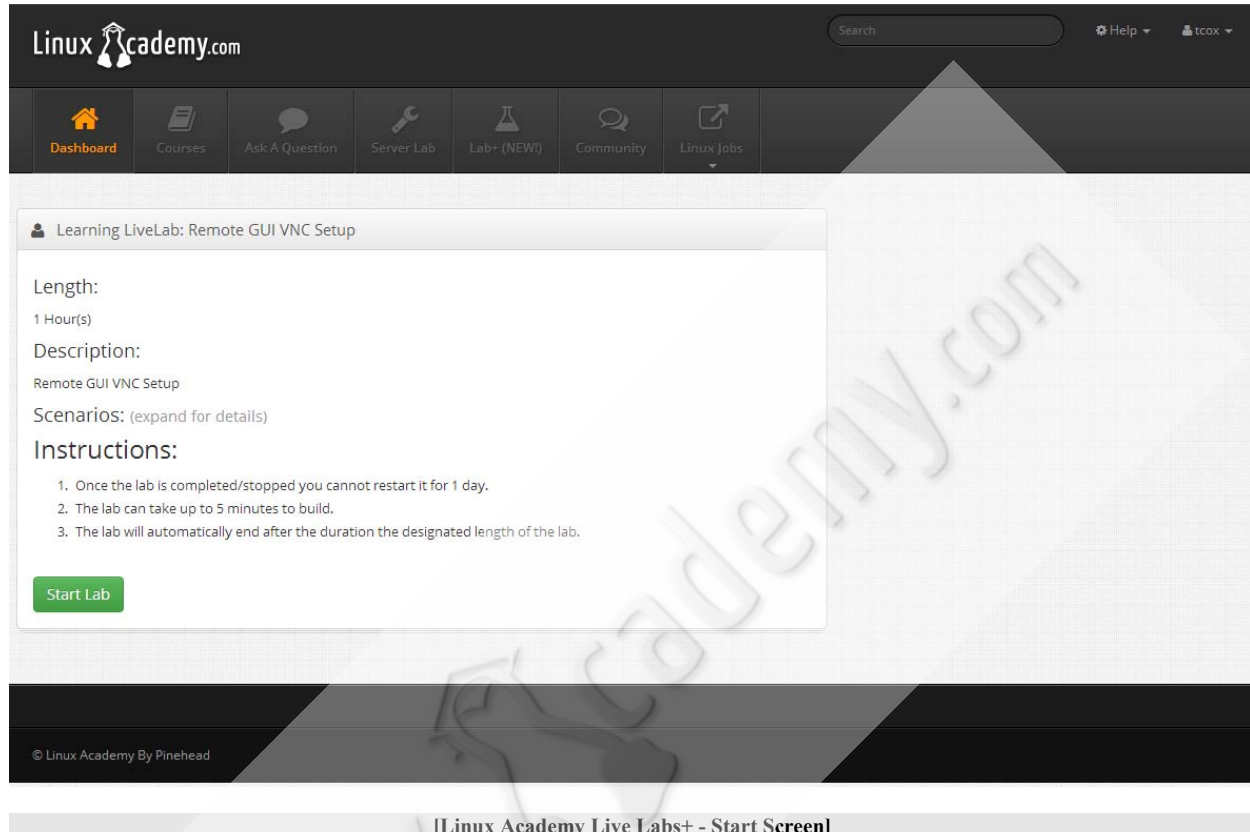 Linux Academy.com
Search
Help
tcox
Dashboard
Courses
Ask A Question
Server Lab
Lab+ (NEW!)
Community
Linux Jobs
Learning LiveLab: Remote GUI VNC Setup
Length:
1 Hour(s)
Description:
Remote GUI VNC Setup
Scenarios: (expand for details)
Instructions:
1. Once the lab is completed/stopped you cannot restart it for 1 day.
2. The lab can take up to 5 minutes to build.
3. The lab will automatically end after the duration the designated length of the lab.
Start Lab
cademy.com
© Linux Academy By Pinehead
[Linux Academy Live Labs+ - Start Screen]